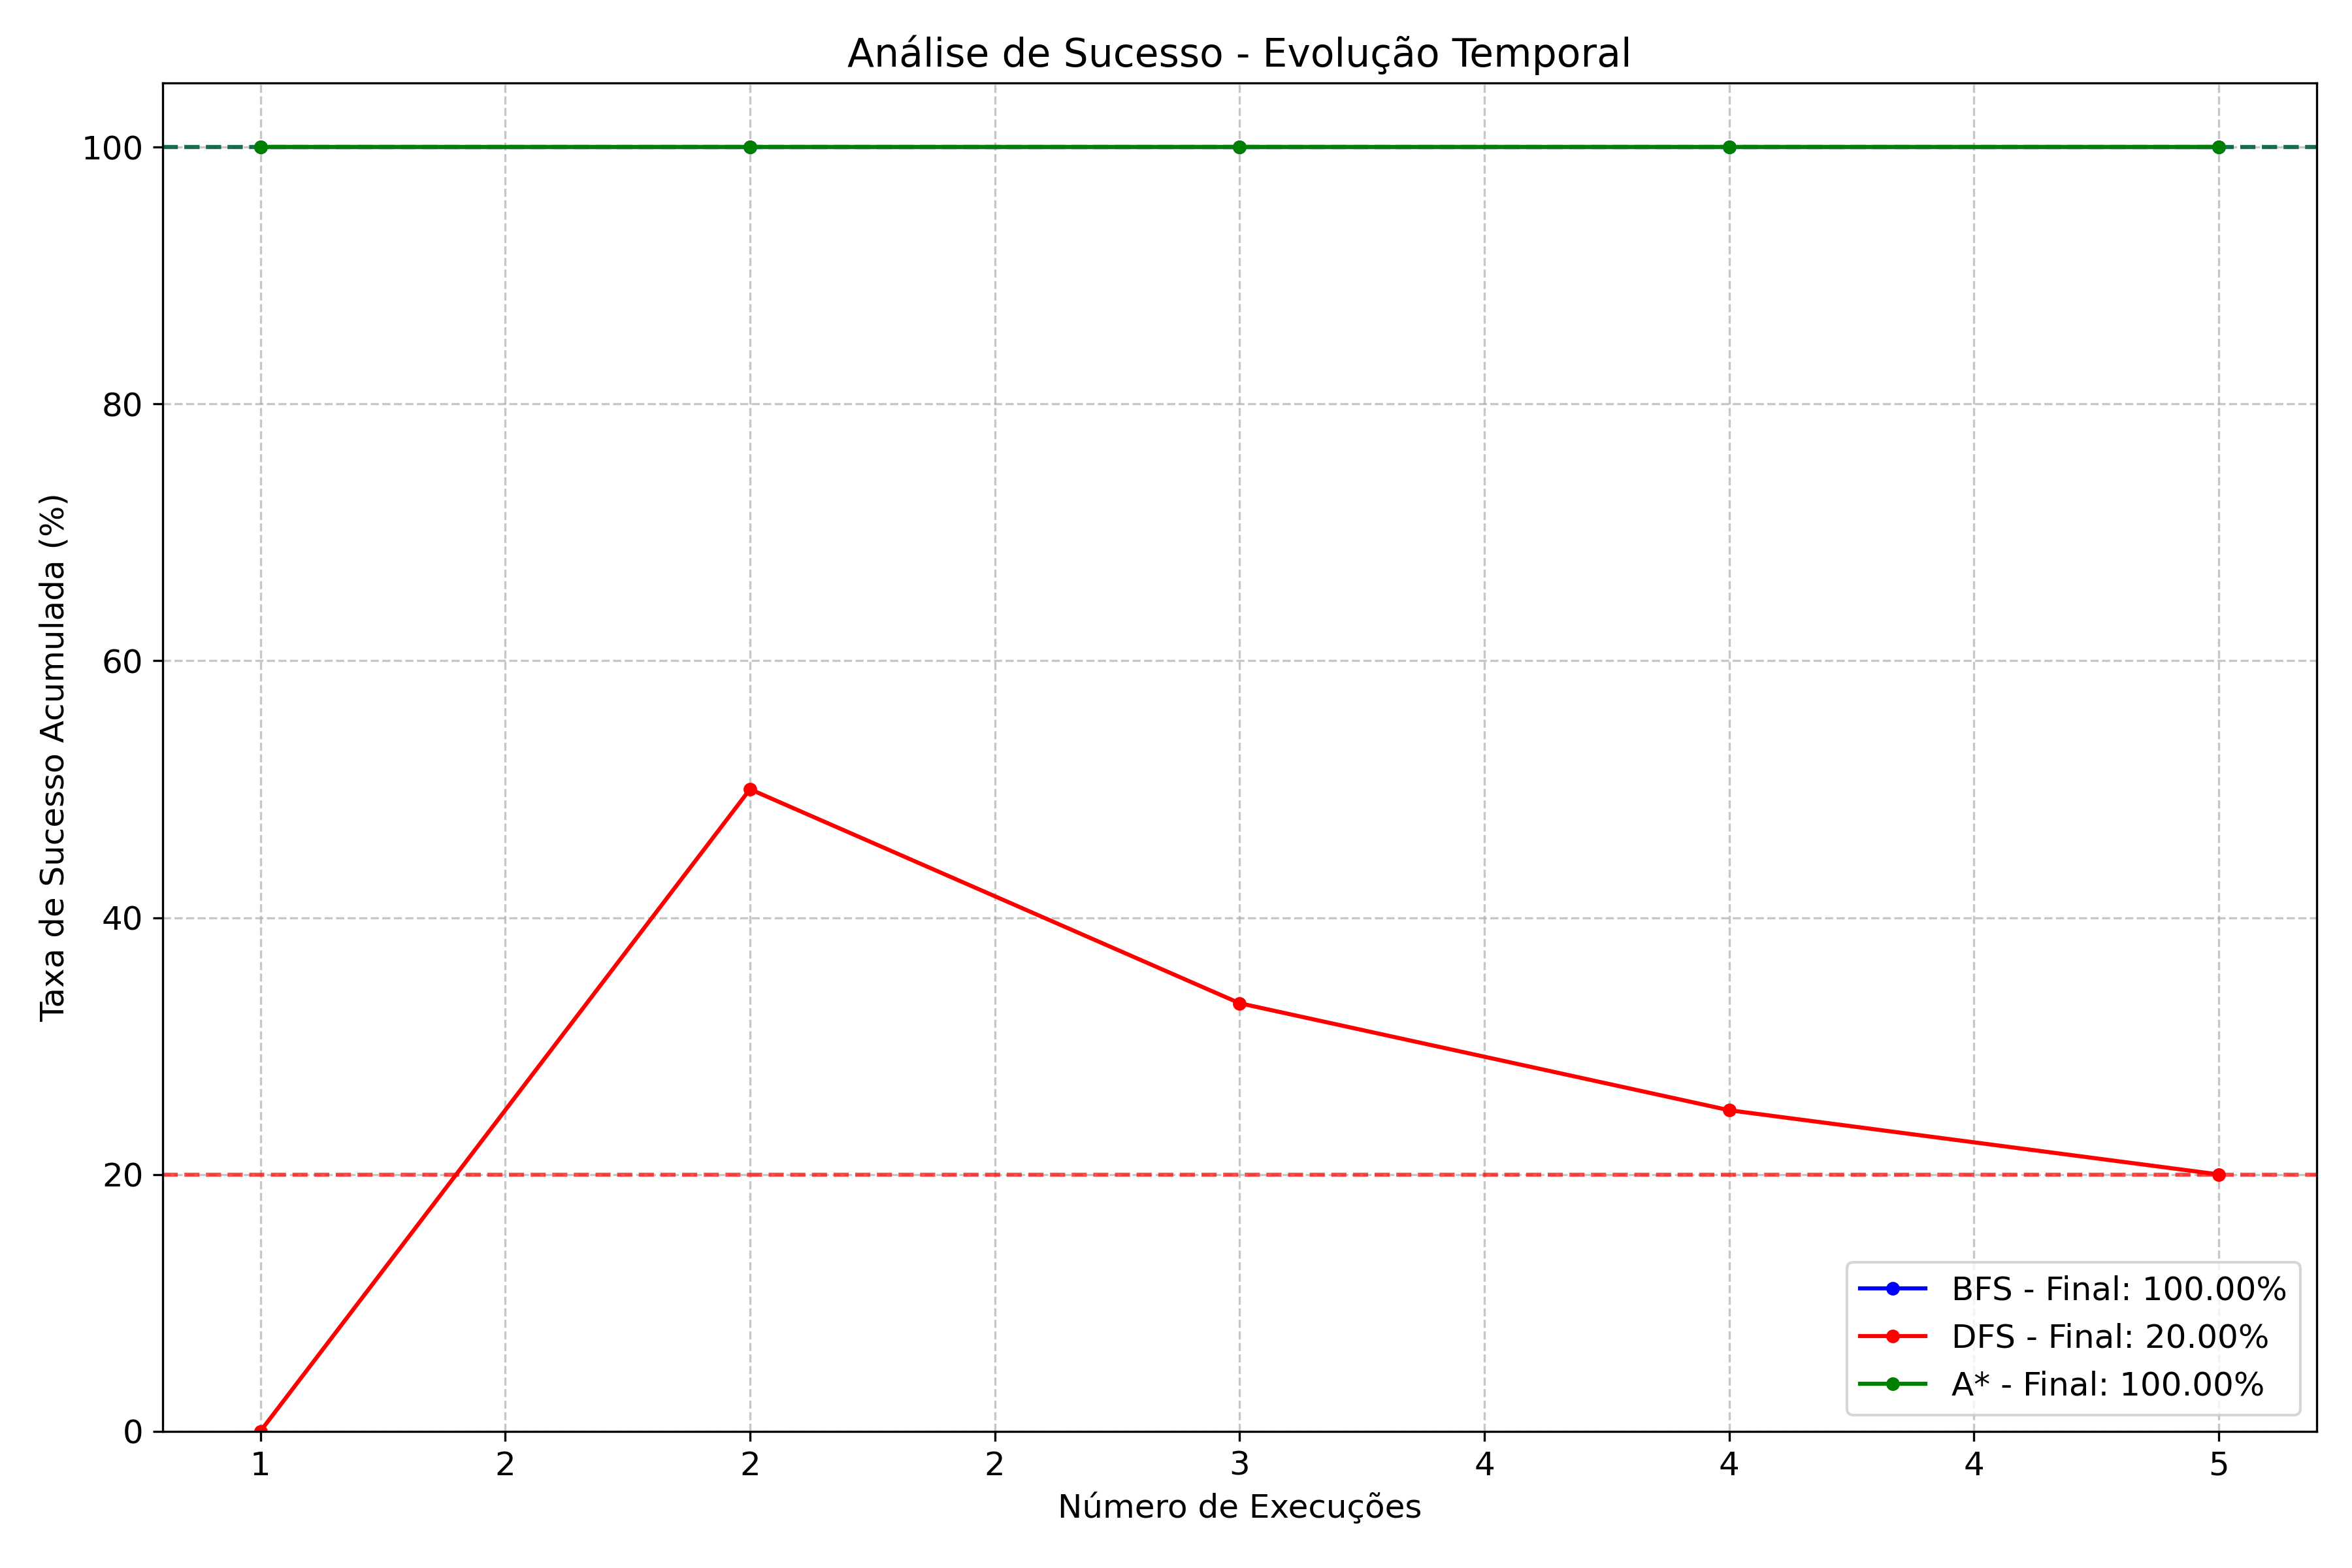 Análise de Sucesso - Evolução Temporal
Taxa de Sucesso Acumulada (%)
100
80
60
40
20
0
1 2 2 2 3 4 4 4 5
Número de Execuções
BFS - Final: 100.00%
DFS - Final: 20.00%
A* - Final: 100.00%